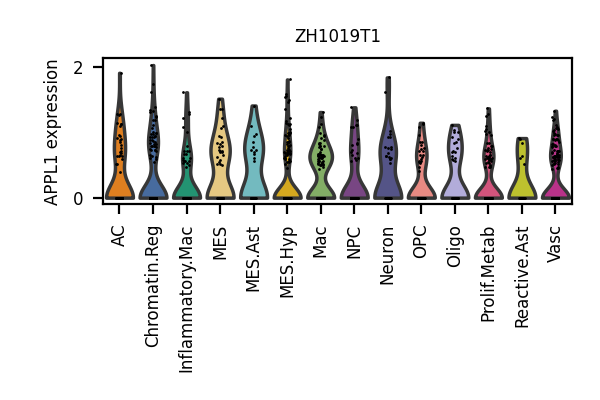 ZH1019T1
APPL1 expression
2
0
AC
Chromatin.Reg
Inflammatory.Mac
MES
MES.Ast
MES.Hyp
Mac
NPC
Neuron
OPC
Oligo
Prolif.Metab
Reactive.Ast
Vasc